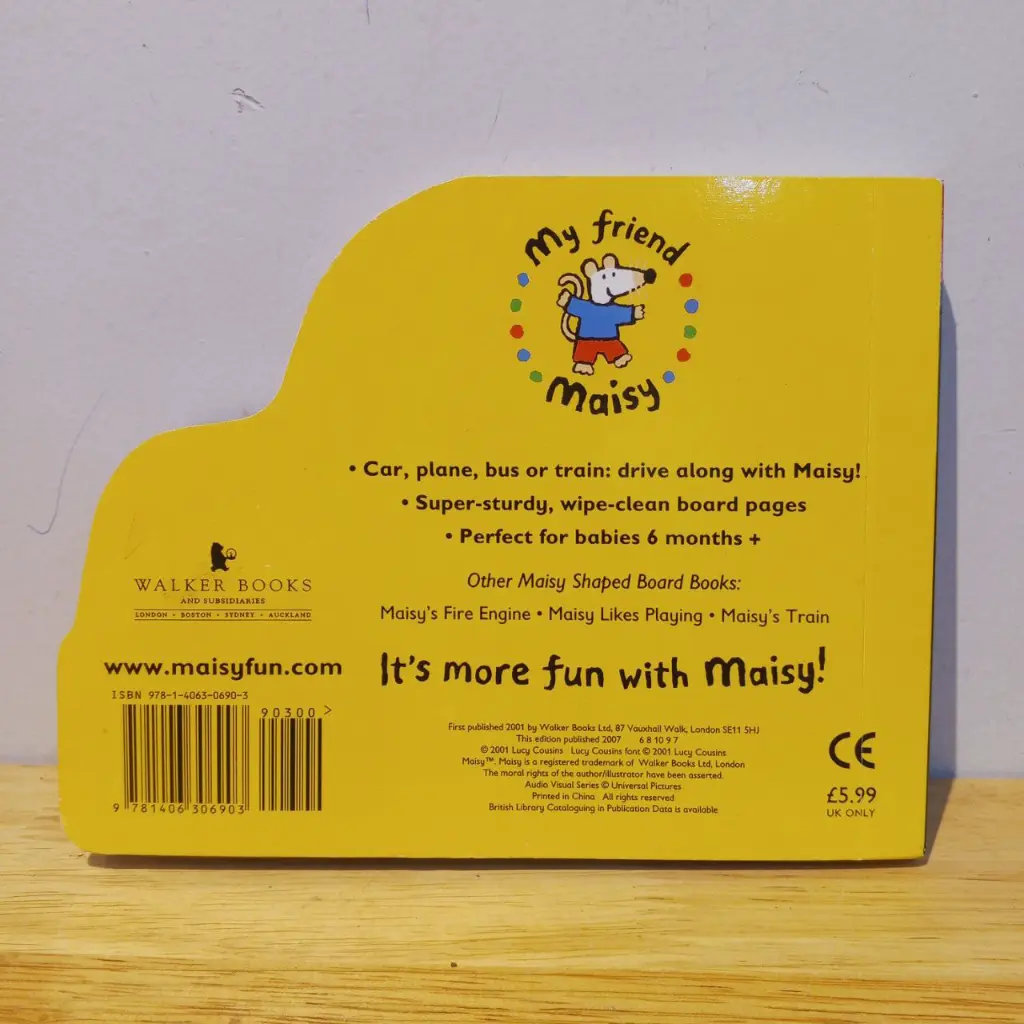 My friend
Maisy
• Car, plane, bus or train: drive along with Maisy!
• Super-sturdy, wipe-clean board pages
• Perfect for babies 6 months +
Other Maisy Shaped Board Books:
Maisy's Fire Engine • Maisy Likes Playing • Maisy's Train
It's more fun with Maisy!
WALKER BOOKS
AND SUBSIDIARIES
LONDON • BOSTON • SYDNEY • AUCKLAND
www.maisyfun.com
ISBN 978-1-4063-0690-3
90300 >
9 781406 306903
First published 2001 by Walker Books Ltd, 87 Vauxhall Walk, London SE11 5HJ
This edition published 2007 6 8 10 9 7
© 2001 Lucy Cousins Lucy Cousins font © 2001 Lucy Cousins
Maisy™. Maisy is a registered trademark of Walker Books Ltd, London
The moral rights of the author/illustrator have been asserted.
Audio Visual Series © Universal Pictures
Printed in China All rights reserved
British Library Cataloguing in Publication Data is available
CE
£5.99
UK ONLY